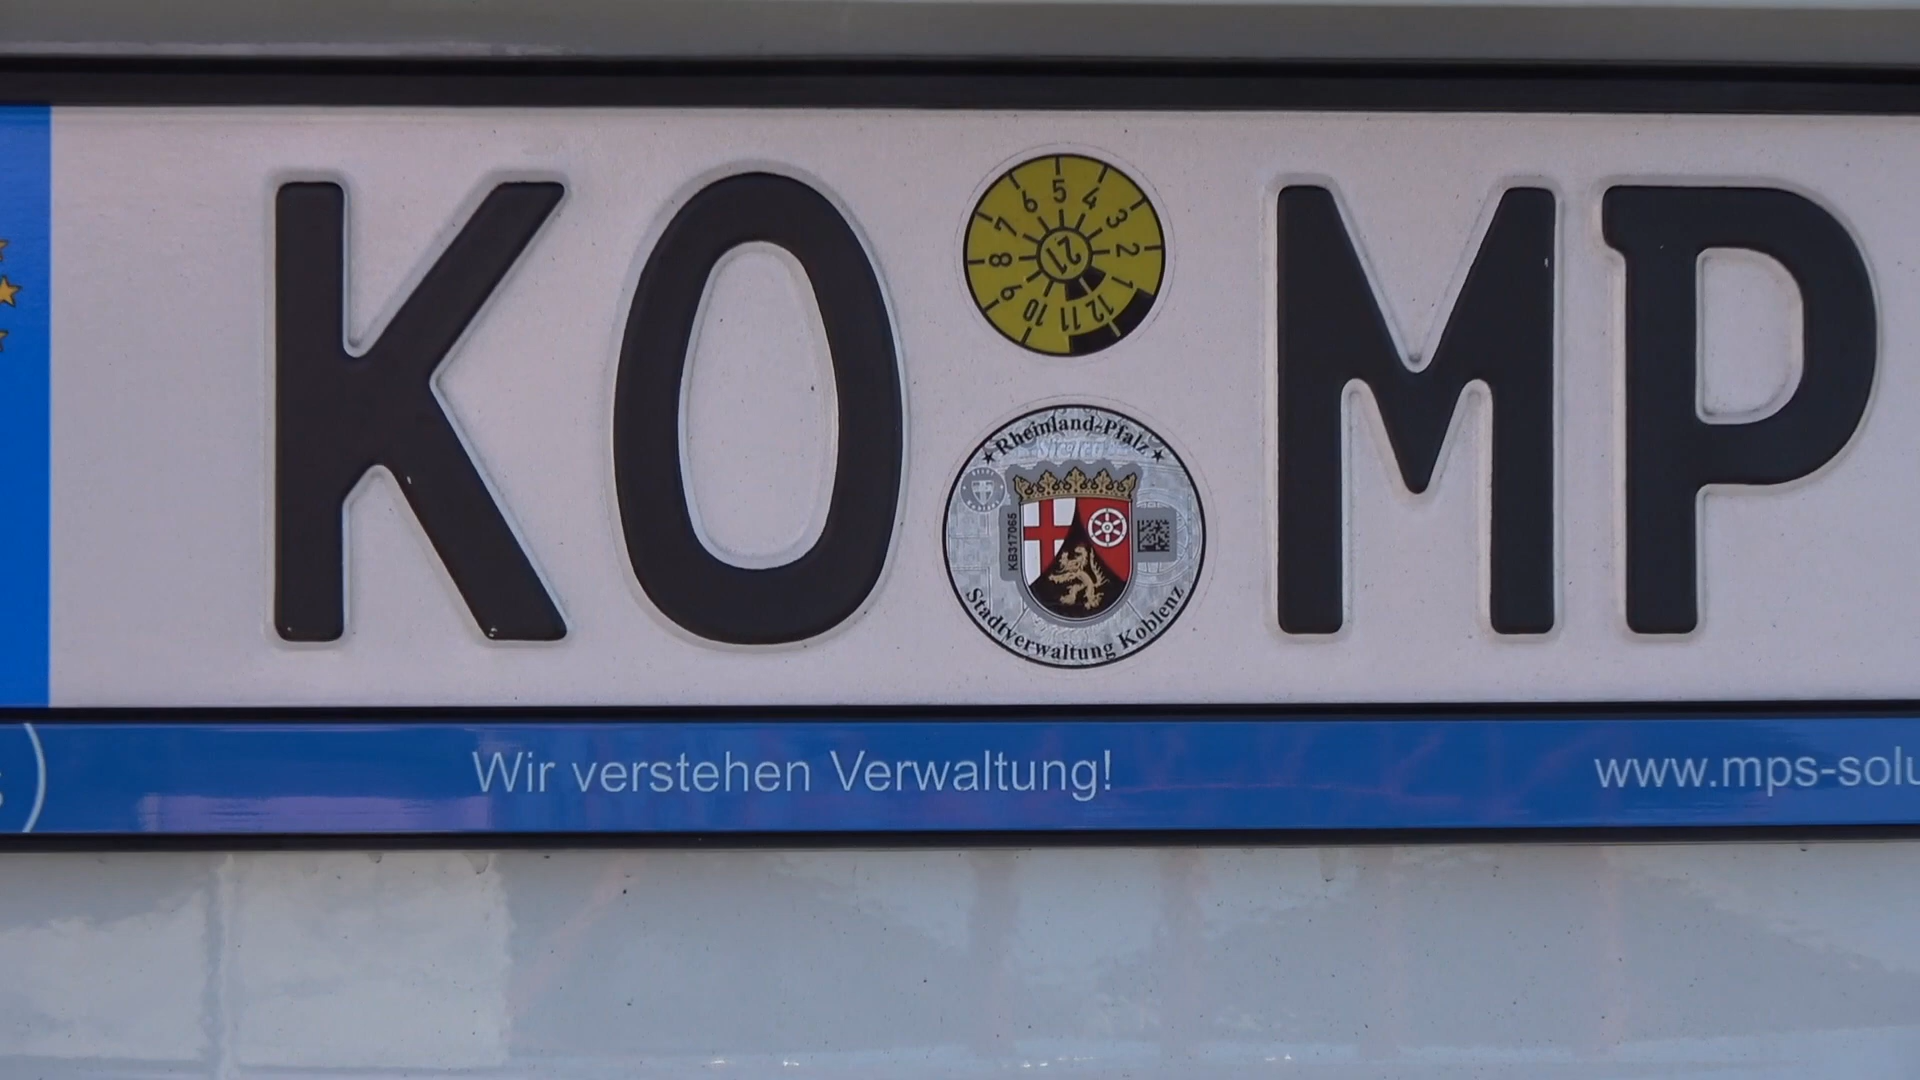 KO MP
5
4
3
2
1
12
11
10
9
8
7
6
21
Rheinland-Pfalz
KB317065
Stadtverwaltung Koblenz
Wir verstehen Verwaltung!
www.mps-solu